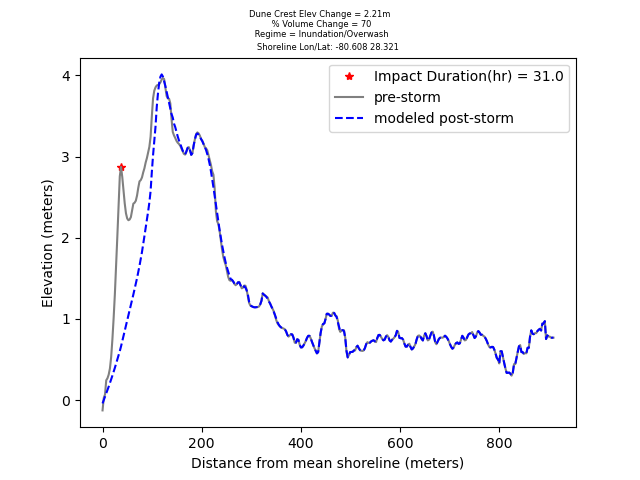 Dune Crest Elev Change = 2.21m
% Volume Change = 70
Regime = Inundation/Overwash
Shoreline Lon/Lat: -80.608 28.321
Impact Duration(hr) = 31.0
pre-storm
modeled post-storm
4
3
2
1
0
Elevation (meters)
0 200 400 600 800
Distance from mean shoreline (meters)